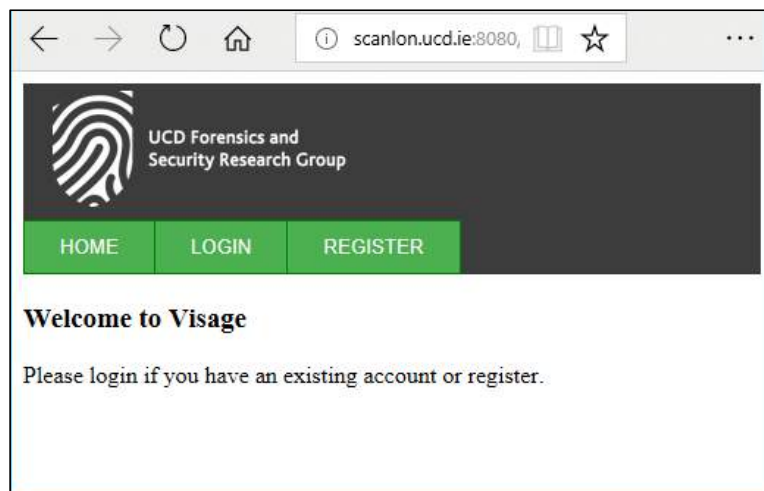 scanlon.ucd.ie:8080,
UCD Forensics and
Security Research Group
HOME LOGIN REGISTER
Welcome to Visage
Please login if you have an existing account or register.